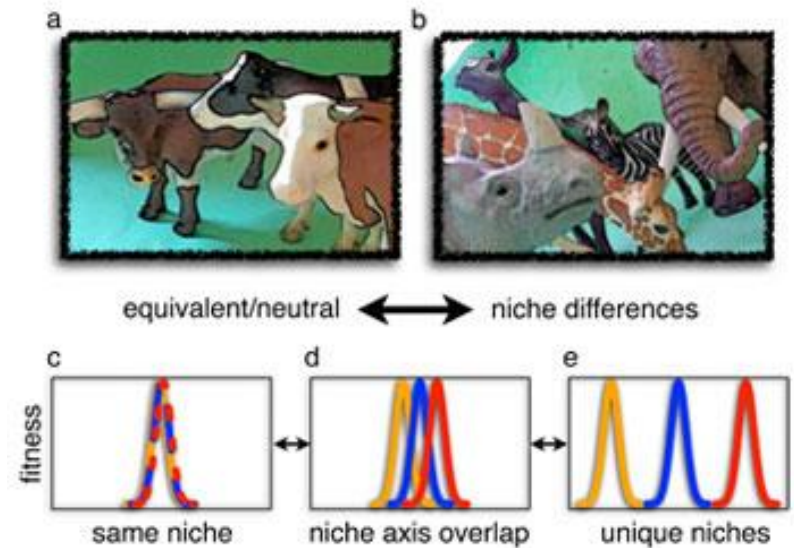 a
b
equivalent/neutral
niche differences
c
d
e
fitness
same niche
niche axis overlap
unique niches